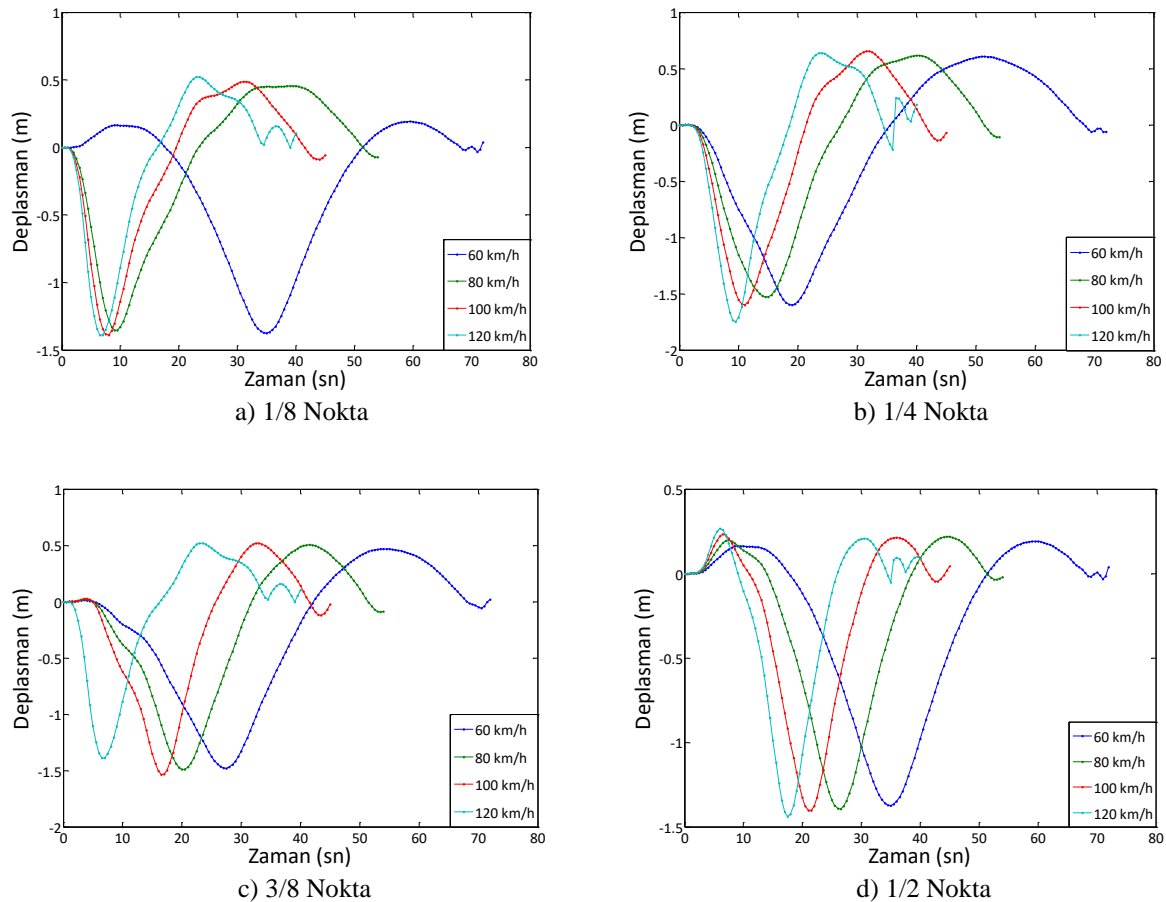 1
0.5
0
-0.5
-1
-1.5
Deplasman (m)
60 km/h
80 km/h
100 km/h
120 km/h
0 10 20 30 40 50 60 70 80
Zaman (sn)
a) 1/8 Nokta
1
0.5
0
-0.5
-1
-1.5
-2
Deplasman (m)
60 km/h
80 km/h
100 km/h
120 km/h
0 10 20 30 40 50 60 70 80
Zaman (sn)
b) 1/4 Nokta
1
0.5
0
-0.5
-1
-1.5
-2
Deplasman (m)
60 km/h
80 km/h
100 km/h
120 km/h
0 10 20 30 40 50 60 70 80
Zaman (sn)
c) 3/8 Nokta
0.5
0
-0.5
-1
-1.5
Deplasman (m)
60 km/h
80 km/h
100 km/h
120 km/h
0 10 20 30 40 50 60 70 80
Zaman (sn)
d) 1/2 Nokta